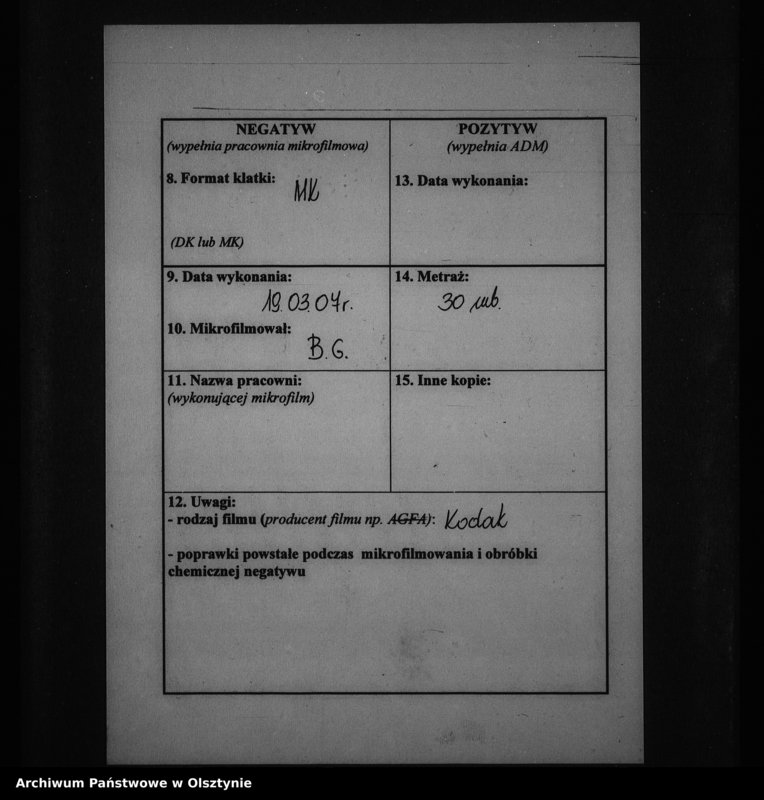 NEGATYW
(wypełnia pracownia mikrofilmowa)
8. Format klatki:
MK
(DK lub MK)
9. Data wykonania:
19.03.07r.
10. Mikrofilmował:
B.G.
11. Nazwa pracowni:
(wykonującej mikrofilm)
POZYTYW
(wypełnia ADM)
13. Data wykonania:
14. Metraż:
30 mb.
15. Inne kopie:
12. Uwagi:
- rodzaj filmu (producent filmu np. AGFA): Kodak
- poprawki powstałe podczas mikrofilmowania i obróbki
chemicznej negatywu
Archiwum Państwowe w Olsztynie